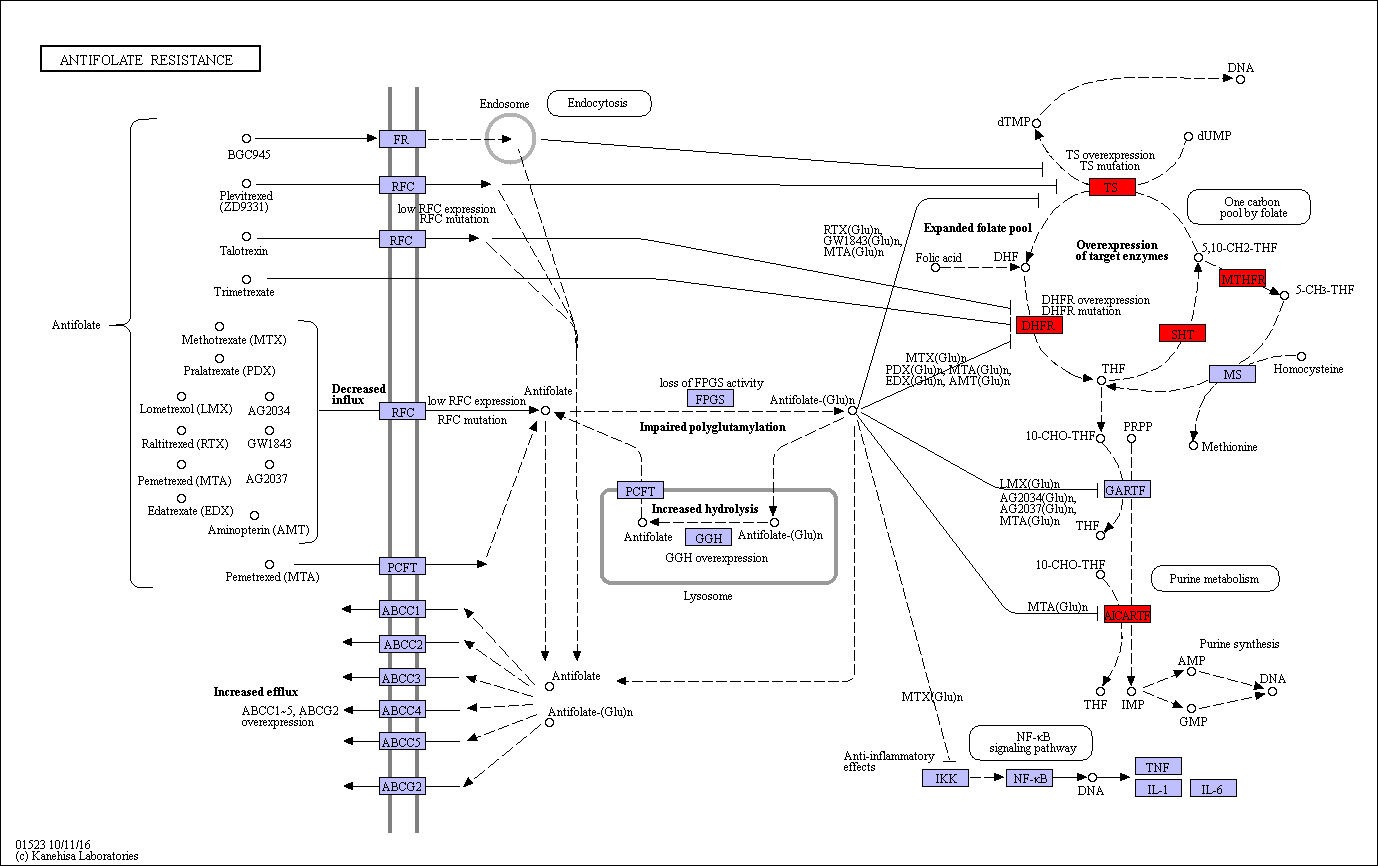 ANTIFOLATE RESISTANCE
DNA
Endosome
Endocytosis
dTMP
dUMP
FR
BGC945
TS overexpression
TS mutation
RFC
TS
Plevitrexed
(ZD9331)
low RFC expression
RFC mutation
One carbon
pool by folate
RTX(Glu)n,
GW1843(Glu)n,
MTA(Glu)n
Expanded folate pool
RFC
Talotrexin
Overexpression
of target enzymes
5,10-CH2-THF
Folic acid
DHF
MTHFR
Trimetrexate
5-CH3-THF
DHFR overexpression
DHFR mutation
Antifolate
DHFR
SHT
Methotrexate (MTX)
Pralatrexate (PDX)
MTX(Glu)n
PDX(Glu)n, MTA(Glu)n,
EDX(Glu)n, AMT(Glu)n
THF
MS
Homocysteine
Decreased
influx
loss of FPGS activity
FPGS
Antifolate
Antifolate-(Glu)n
Lometrexol (LMX)
AG2034
RFC
low RFC expression
RFC mutation
Impaired polyglutamylation
10-CHO-THF
PRPP
Methionine
Raltitrexed (RTX)
GW1843
Pemetrexed (MTA)
AG2037
PCFT
LMX(Glu)n
AG2034(Glu)n,
AG2037(Glu)n,
MTA(Glu)n
GARTF
Edatrexate (EDX)
Aminopterin (AMT)
Increased hydrolysis
Antifolate
GGH
Antifolate-(Glu)n
GGH overexpression
THF
Pemetrexed (MTA)
PCFT
10-CHO-THF
Purine metabolism
Lysosome
ABCC1
MTA(Glu)n
AICARTF
ABCC2
Purine synthesis
ABCC3
Antifolate
AMP
DNA
Increased efflux
ABCC1~5, ABCG2
overexpression
ABCC4
Antifolate-(Glu)n
MTX(Glu)n
THF
IMP
GMP
ABCC5
NF-κB
signaling pathway
Anti-inflammatory
effects
IKK
NF-κB
DNA
TNF
IL-1
IL-6
ABCG2
01523 10/11/16
(c) Kanehisa Laboratories